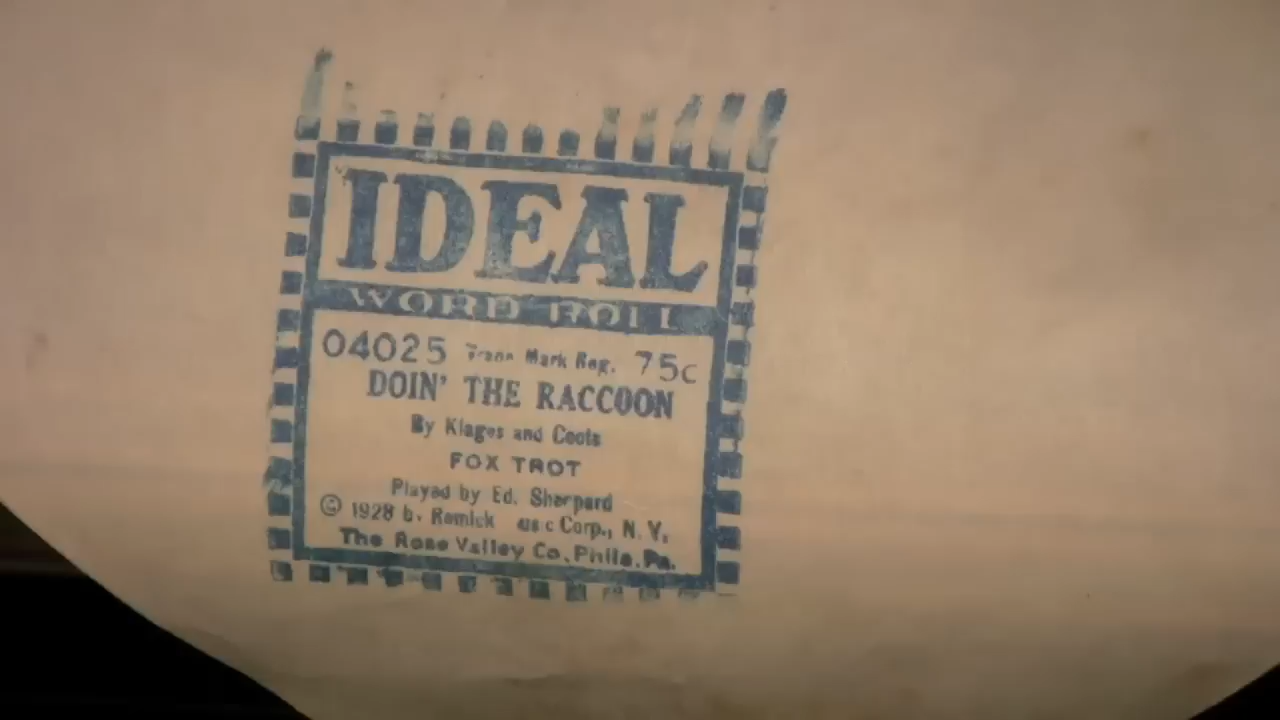 IDEAL
WORD ROLL
04025 Trade Mark Reg. 75c
DOIN' THE RACCOON
By Klages and Coots
FOX TROT
Played by Ed. Sheppard
© 1928 by Remick Corp., N. Y.
The Rose Valley Co., Phila. Pa.